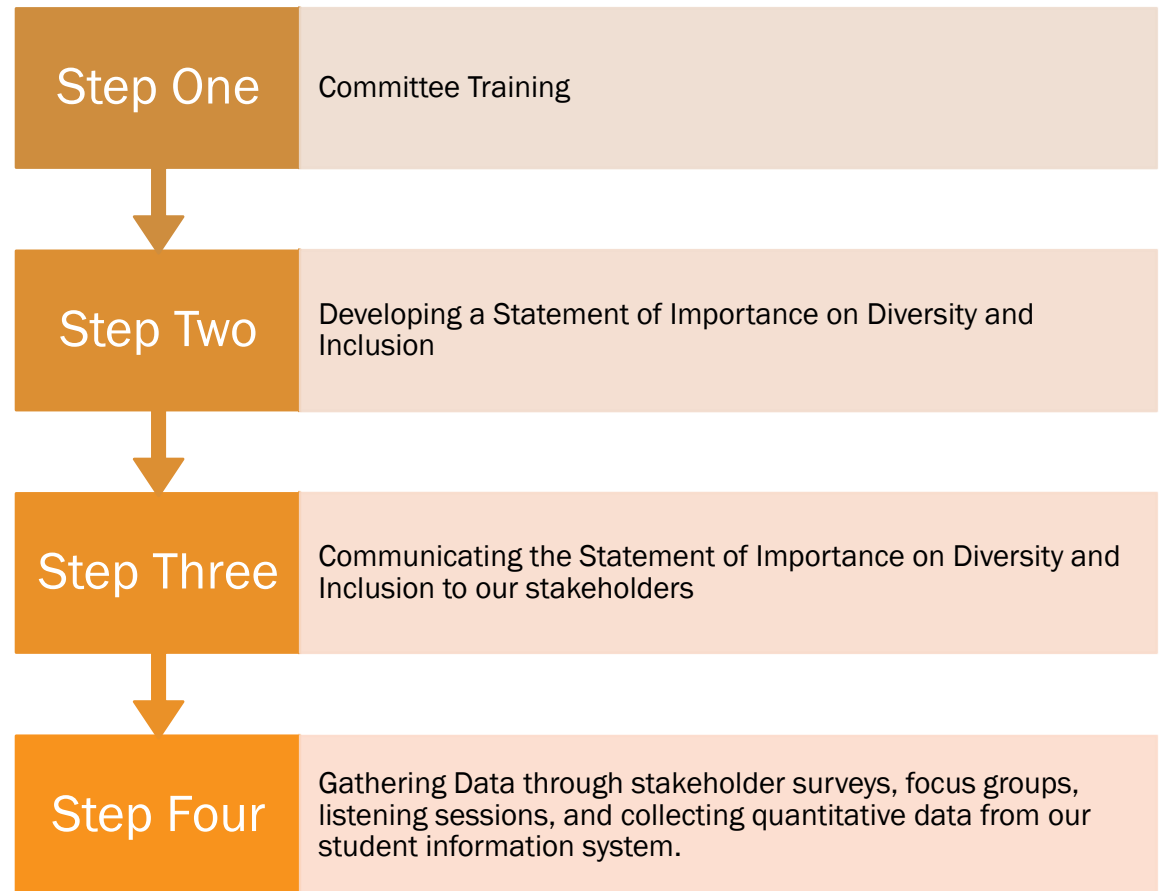 Step One
Committee Training
Step Two
Developing a Statement of Importance on Diversity and
Inclusion
Step Three
Communicating the Statement of Importance on Diversity and
Inclusion to our stakeholders
Step Four
Gathering Data through stakeholder surveys, focus groups,
listening sessions, and collecting quantitative data from our
student information system.